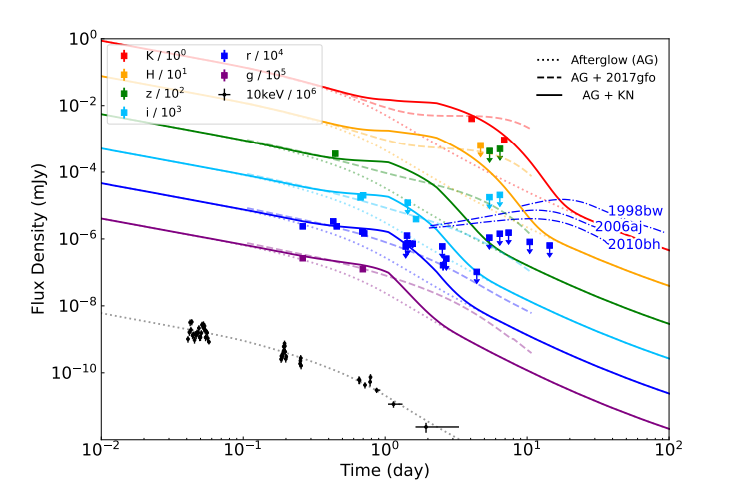 Flux Density (mJy)
10⁰
10⁻²
10⁻⁴
10⁻⁶
10⁻⁸
10⁻¹⁰
K / 10⁰
H / 10¹
z / 10²
i / 10³
r / 10⁴
g / 10⁵
10keV / 10⁶
Afterglow (AG)
AG + 2017gfo
AG + KN
1998bw
2006aj
2010bh
10⁻² 10⁻¹ 10⁰ 10¹ 10²
Time (day)